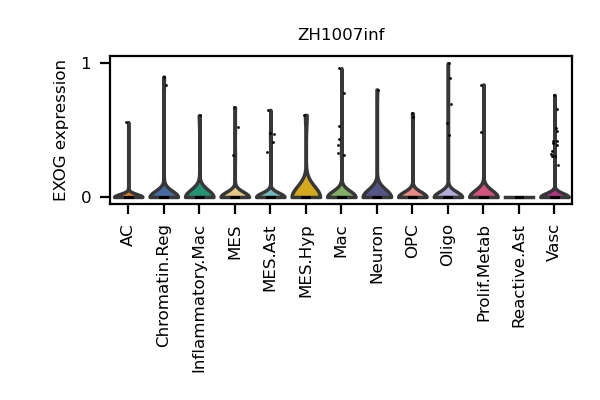 ZH1007inf
EXOG expression
1
0
AC
Chromatin.Reg
Inflammatory.Mac
MES
MES.Ast
MES.Hyp
Mac
Neuron
OPC
Oligo
Prolif.Metab
Reactive.Ast
Vasc